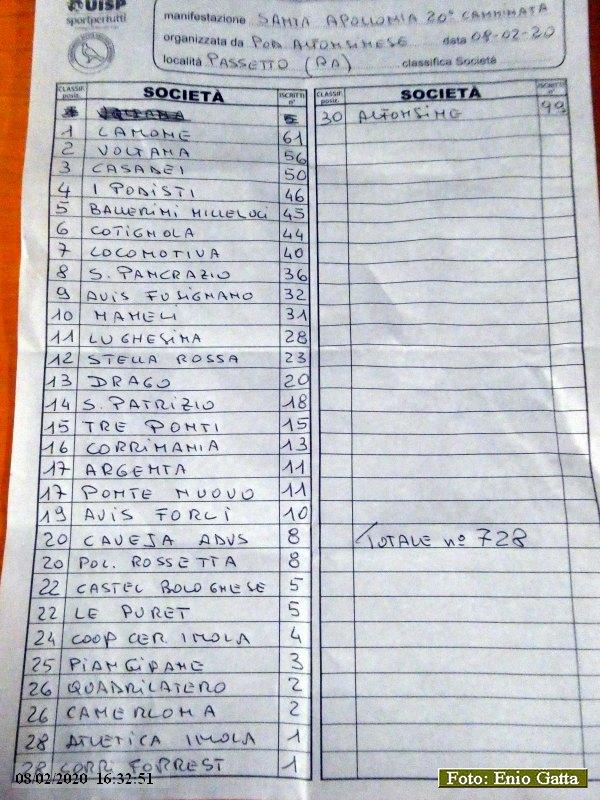 UISP
sportpertutti
manifestazione SANTA APOLLONIA 20° CAMMINATA
organizzata da POD ALFONSINESE data 08-02-20
località PASSETTO (RA) classifica Società
CLASSIF. posiz. SOCIETÀ ISCRITTI n°
1 LAMONE 61
2 VOLTANA 56
3 CASADEI 50
4 I PODISTI 46
5 BALLERINI MILLELUCI 45
6 COTIGNOLA 44
7 LOCOMOTIVA 40
8 S. PANCRAZIO 36
9 AVIS FUSIGNANO 32
10 MAMELI 31
11 LUGHESINA 28
12 STELLA ROSSA 23
13 DRAGO 20
14 S. PATRIZIO 18
15 TRE PONTI 15
16 CORRIMANIA 13
17 ARGENTA 11
17 PONTE NUOVO 11
19 AVIS FORLI 10
20 CAVEJA ADVS 8
20 POL. ROSSETTA 8
22 CASTEL BOLOGNESE 5
22 LE PURET 5
24 COOP CER. IMOLA 4
25 PIANGIPANE 3
26 QUADRILATERO 2
26 CAMERLONA 2
28 ATLETICA IMOLA 1
28 CORRI FORREST 1
CLASSIF. posiz. SOCIETÀ ISCRITTI n°
30 ALFONSINE 99
TOTALE n° 728
08/02/2020 16:32:51
Foto: Enio Gatta